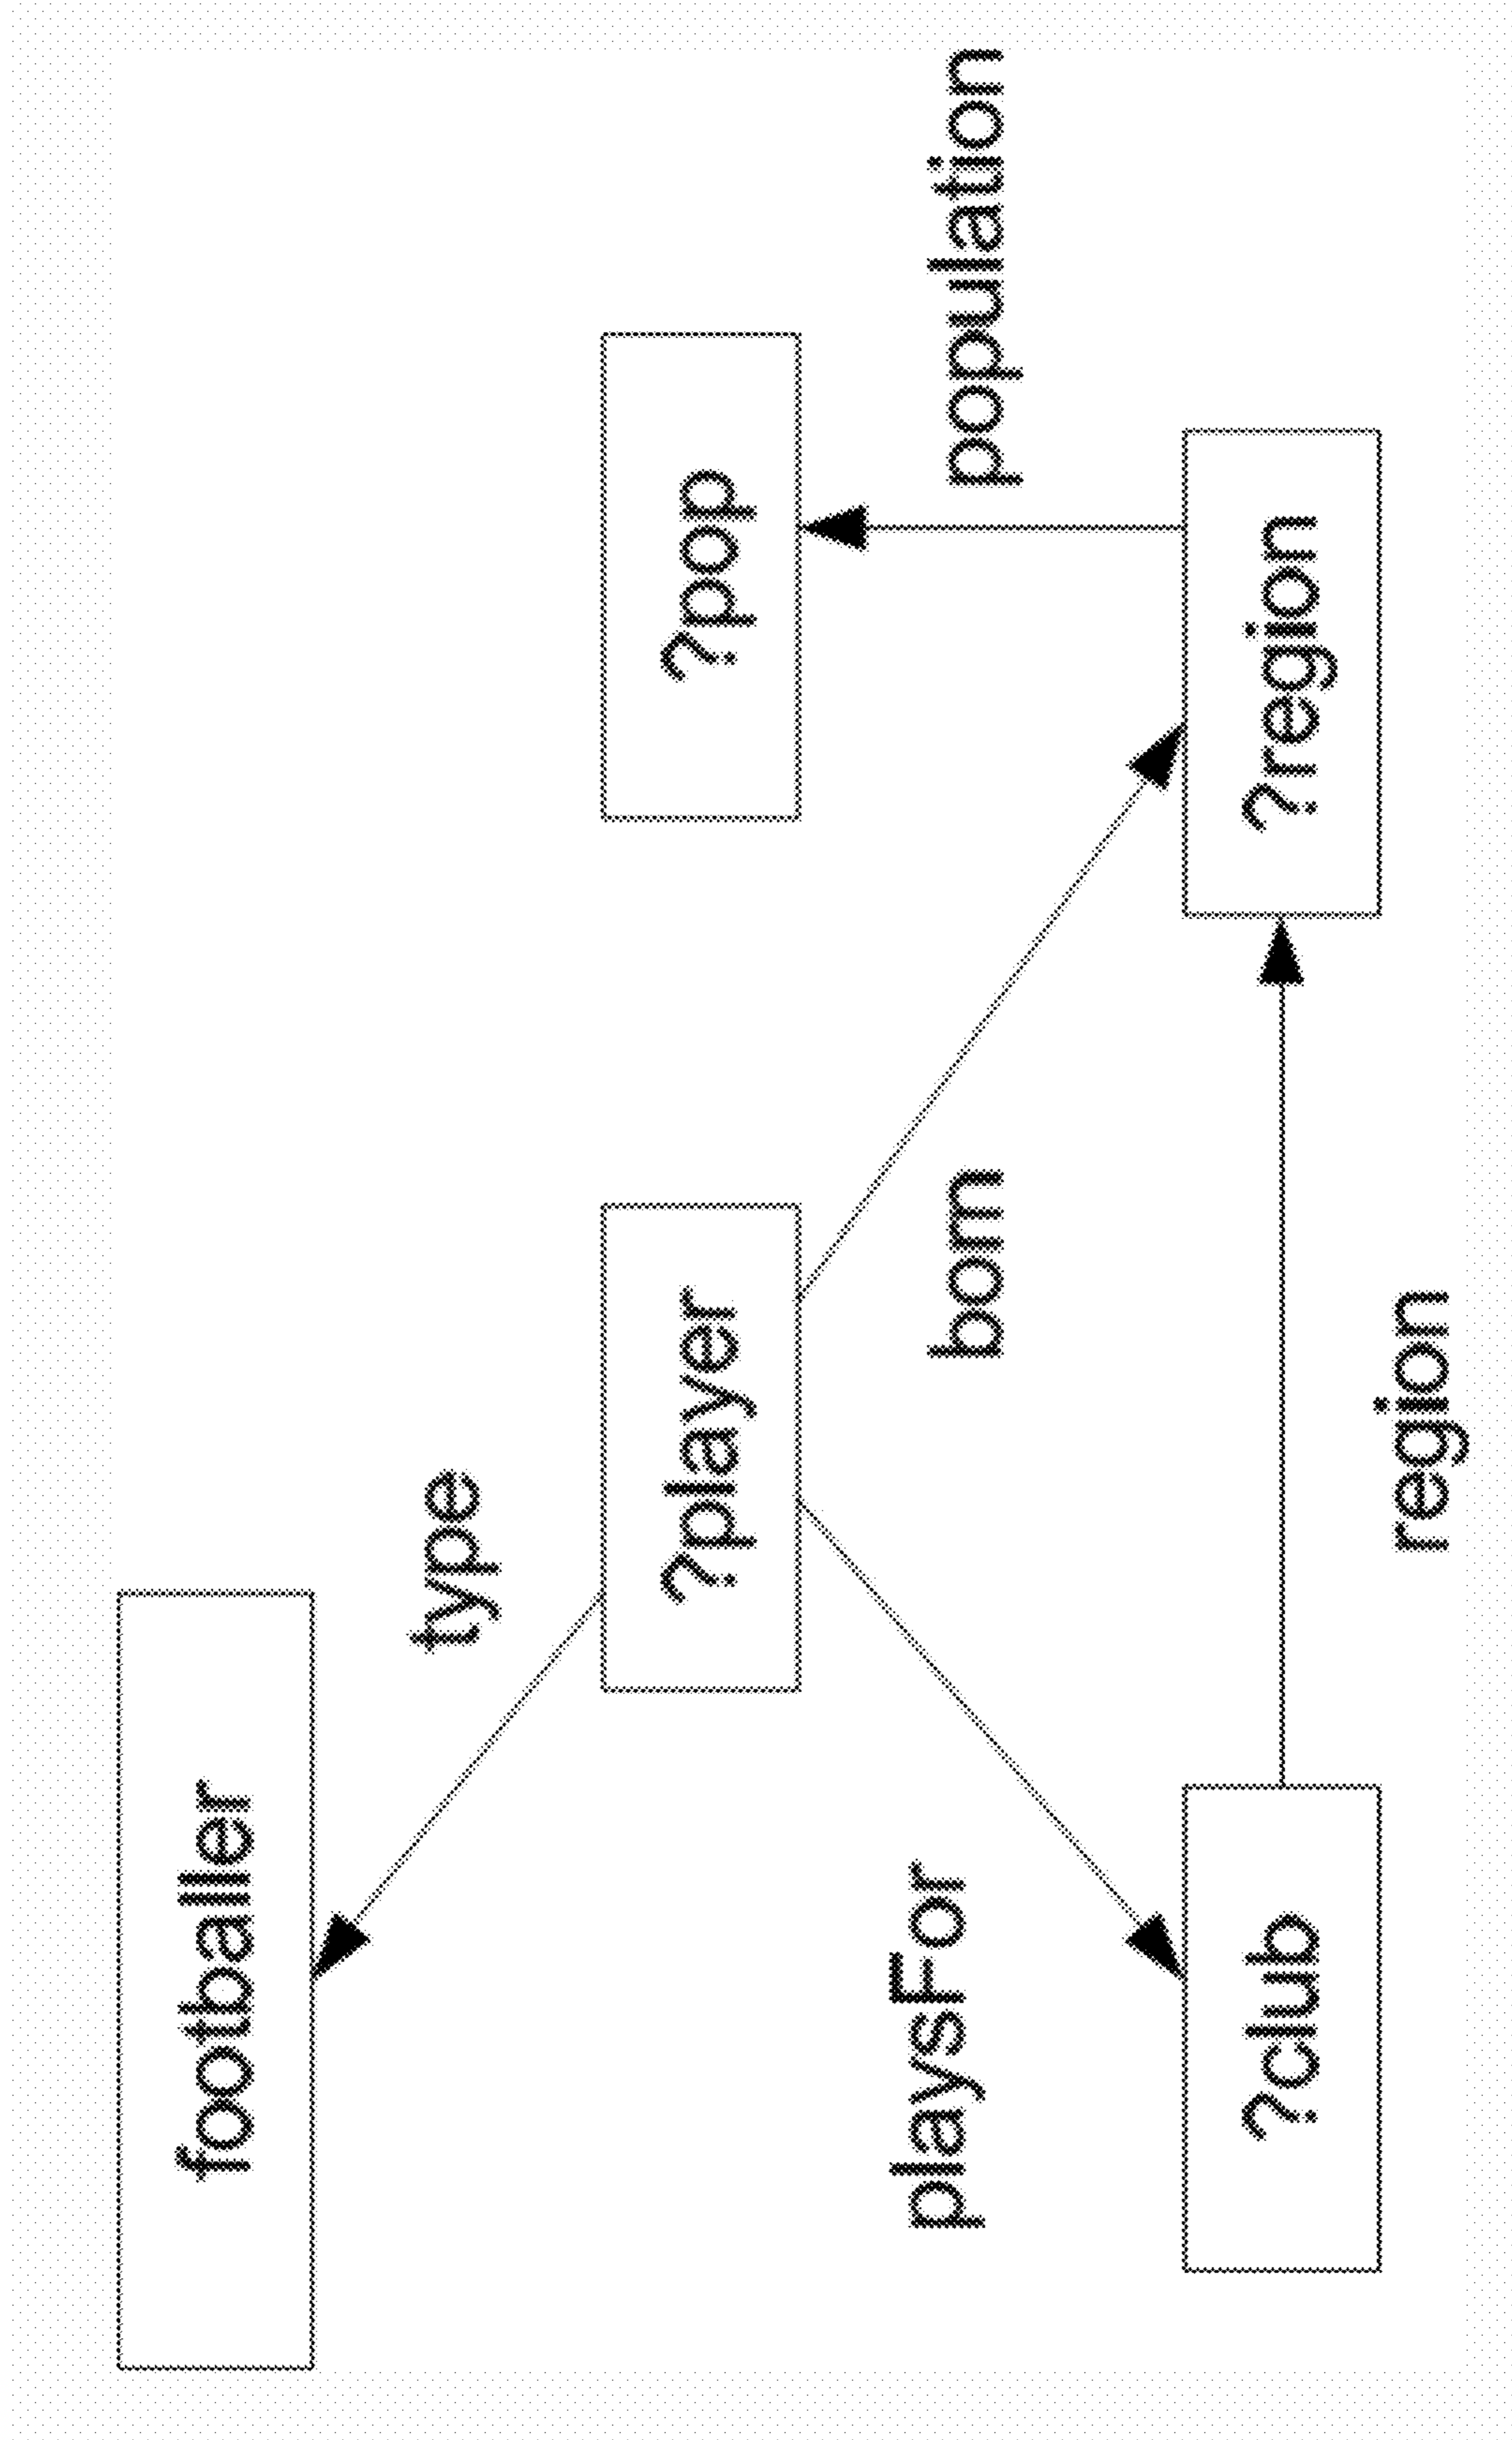 footballer
type
?player
?pop
playsFor
born
population
?club
?region
region